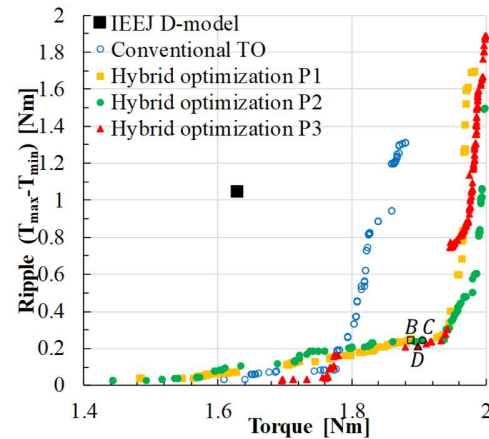 IEEJ D-model
Conventional TO
Hybrid optimization P1
Hybrid optimization P2
Hybrid optimization P3
Ripple (Tmax-Tmin) [Nm]
2
1.8
1.6
1.4
1.2
1
0.8
0.6
0.4
0.2
0
B C
D
1.4 1.6 1.8 2
Torque [Nm]